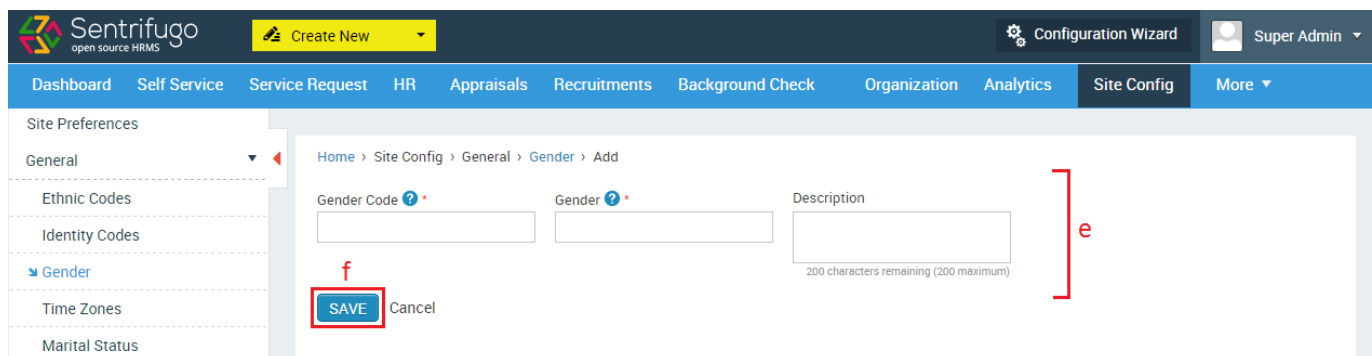 Sentrifugo
open source HRMS
Create New
Configuration Wizard
Super Admin
Dashboard Self Service Service Request HR Appraisals Recruitments Background Check Organization Analytics Site Config More
Site Preferences
General
Home › Site Config › General › Gender › Add
Ethnic Codes
Identity Codes
Gender
Time Zones
Marital Status
Gender Code ? *
Gender ? *
Description
200 characters remaining (200 maximum)
e
f
SAVE Cancel